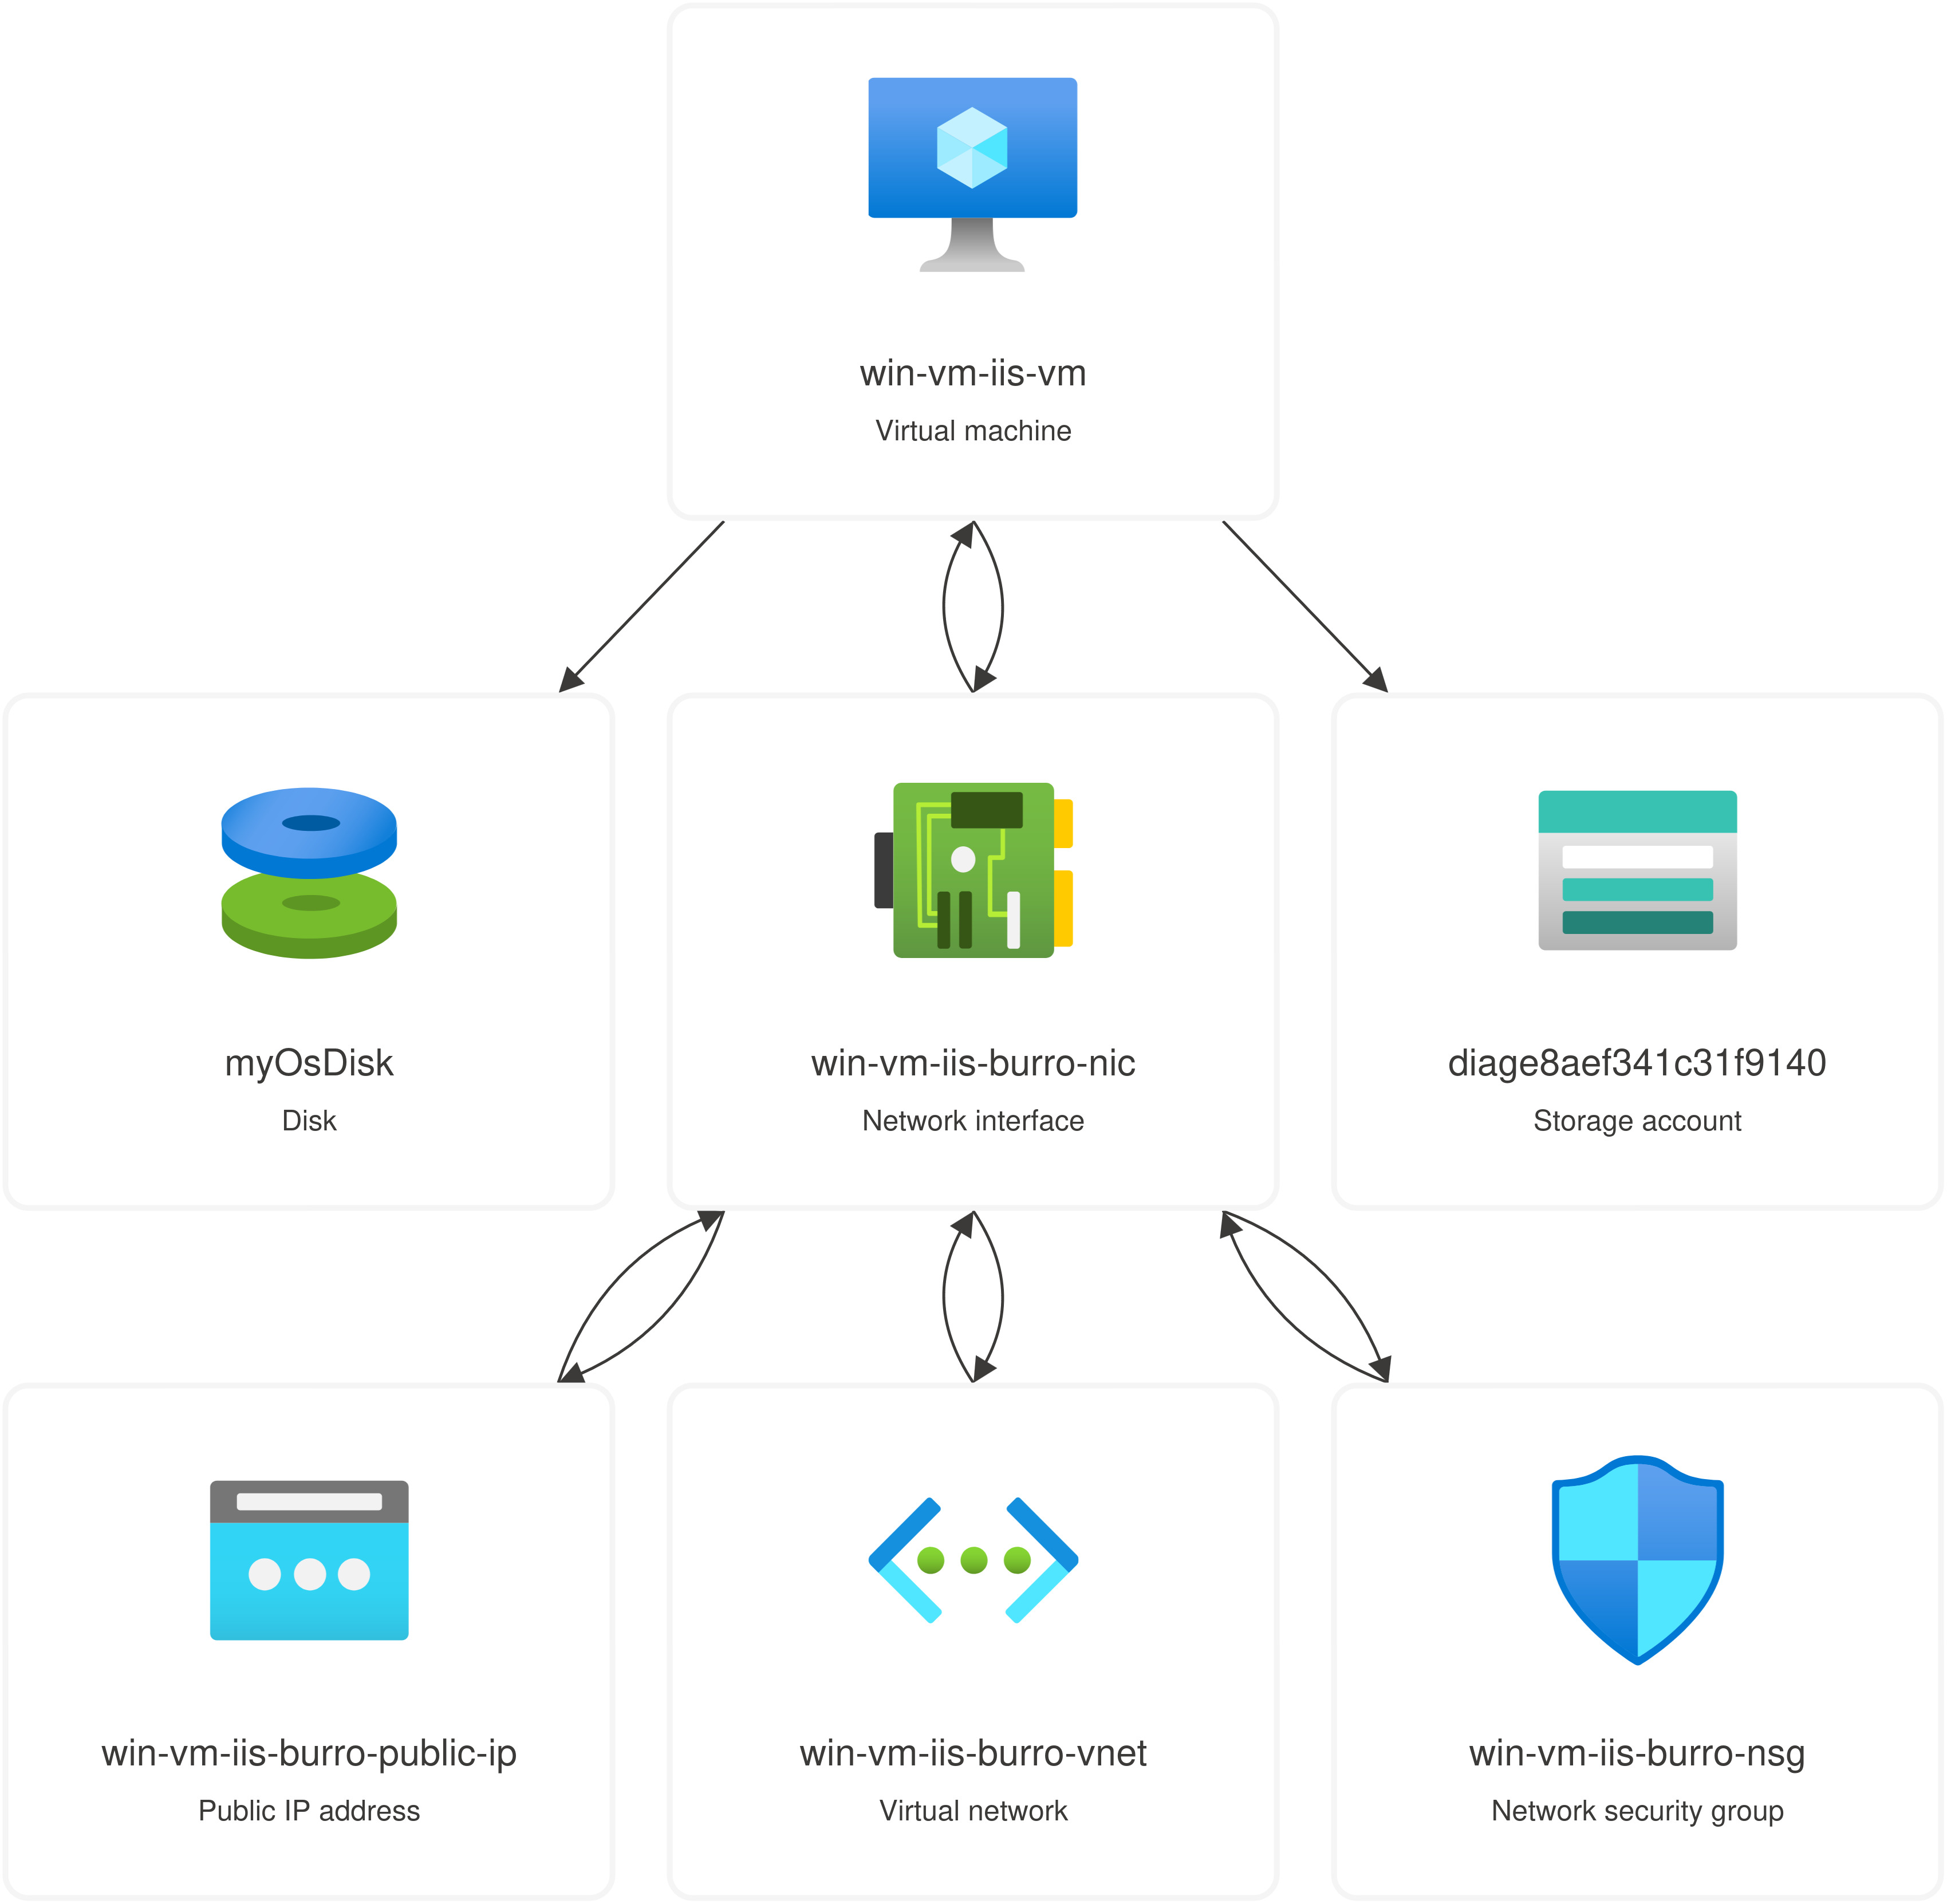 win-vm-iis-vm
Virtual machine
myOsDisk
Disk
win-vm-iis-burro-nic
Network interface
diage8aef341c31f9140
Storage account
win-vm-iis-burro-public-ip
Public IP address
win-vm-iis-burro-vnet
Virtual network
win-vm-iis-burro-nsg
Network security group